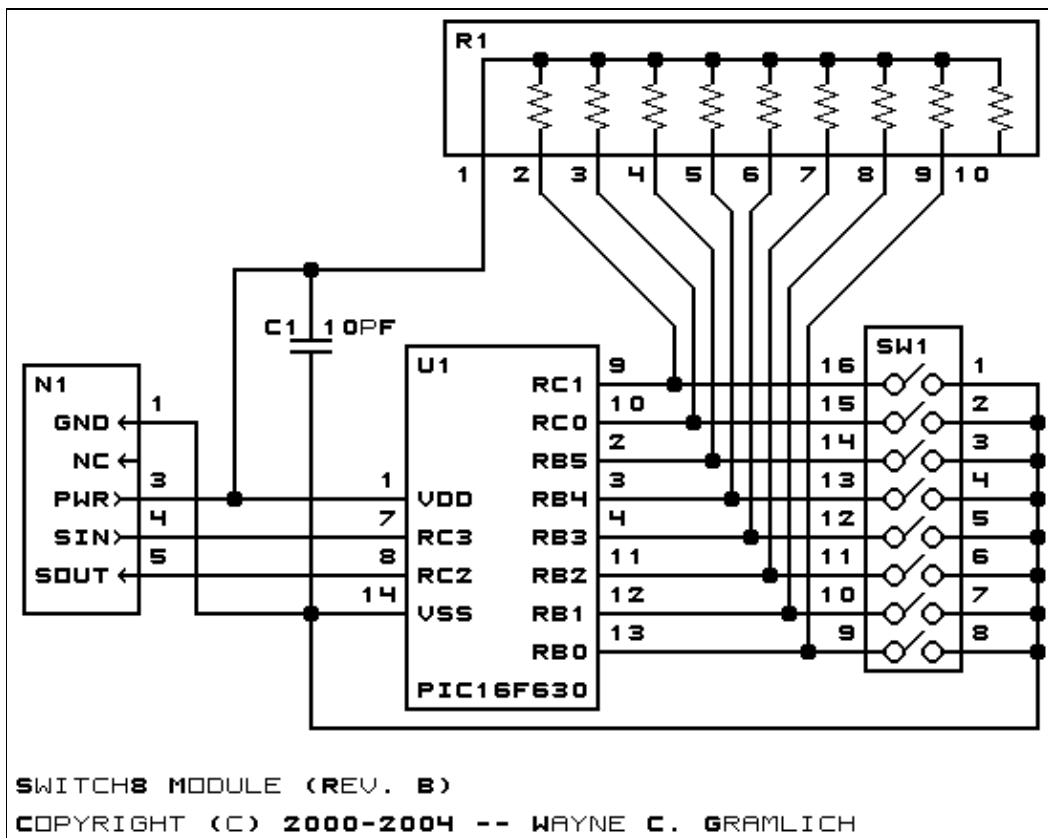 R1
1 2 3 4 5 6 7 8 9 10
C1 10PF
N1
GND 1
NC
PWR 3
SIN 4
SOUT 5
U1
1 VDD
7 RC3
8 RC2
14 VSS
RC1 9
RC0 10
RB5 2
RB4 3
RB3 4
RB2 11
RB1 12
RB0 13
PIC16F630
SW1
16 1
15 2
14 3
13 4
12 5
11 6
10 7
9 8
SWITCH8 MODULE (REV. B)
COPYRIGHT (C) 2000-2004 -- WAYNE C. GRAMLICH